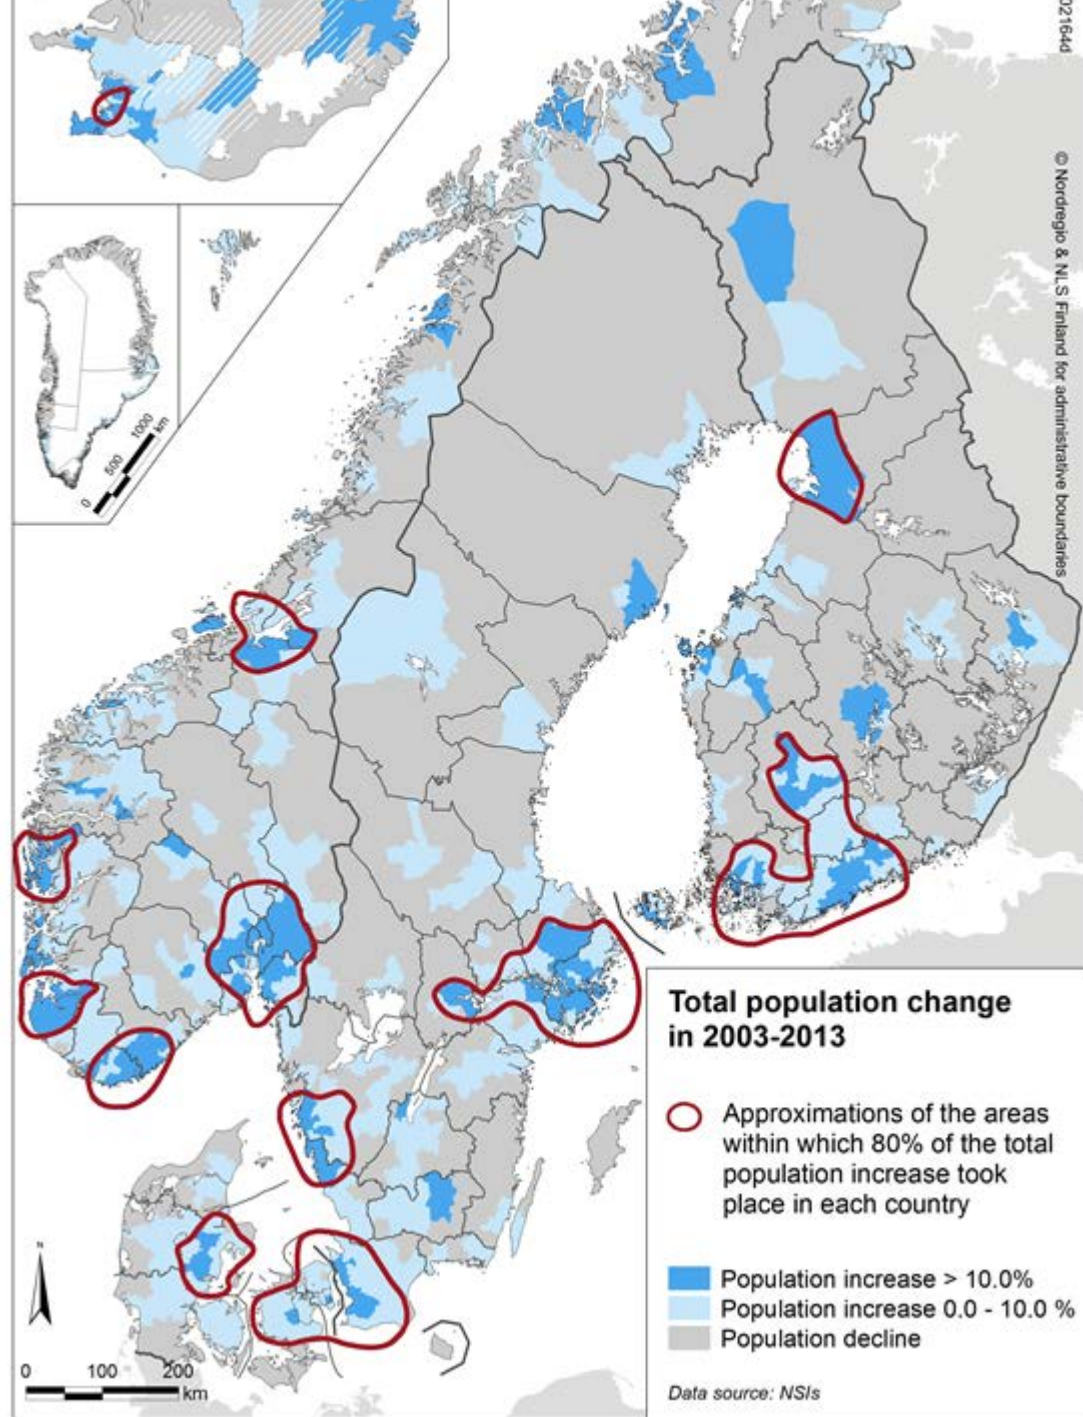 021164d
© Nordregio & NLS Finland for administrative boundaries
0 500 1000
km
Total population change
in 2003-2013
Approximations of the areas
within which 80% of the total
population increase took
place in each country
Population increase > 10.0%
Population increase 0.0 - 10.0 %
Population decline
Data source: NSIs
N
0 100 200
km